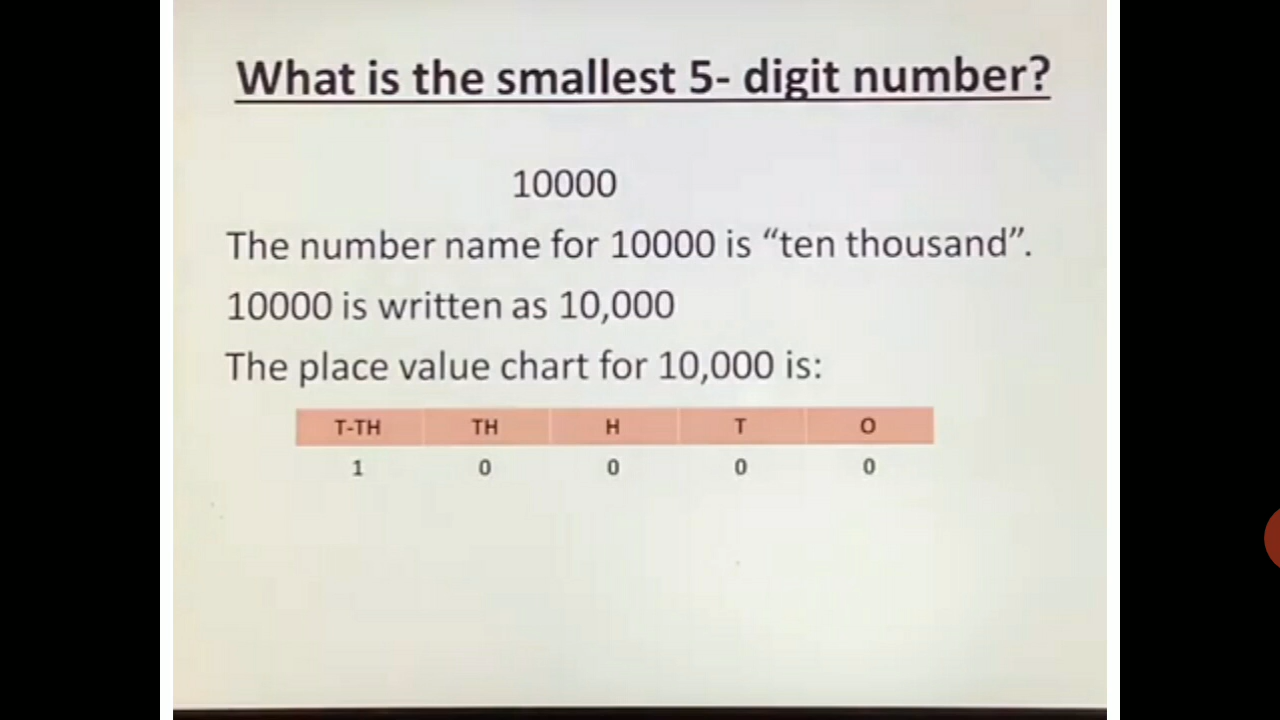 What is the smallest 5- digit number?
10000
The number name for 10000 is “ten thousand”.
10000 is written as 10,000
The place value chart for 10,000 is:
T-TH TH H T O
1 0 0 0 0